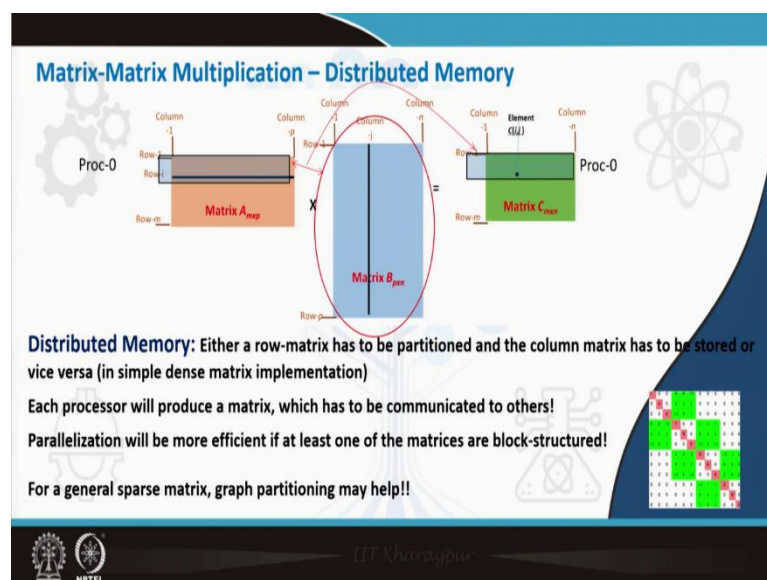 Matrix-Matrix Multiplication – Distributed Memory
Column
-1
Column
-p
Column
-1
Column
-j
Column
-n
Column
-1
Element
C(i,j)
Column
-n
Row-1
Row-i
Row-m
Proc-0
Matrix Amxp
X
Row-1
Row-p
Matrix Bpxn
=
Row-1
Row-m
Proc-0
Matrix Cmxn
Distributed Memory: Either a row-matrix has to be partitioned and the column matrix has to be stored or
vice versa (in simple dense matrix implementation)
Each processor will produce a matrix, which has to be communicated to others!
Parallelization will be more efficient if at least one of the matrices are block-structured!
For a general sparse matrix, graph partitioning may help!!
IIT Kharagpur
NPTEL